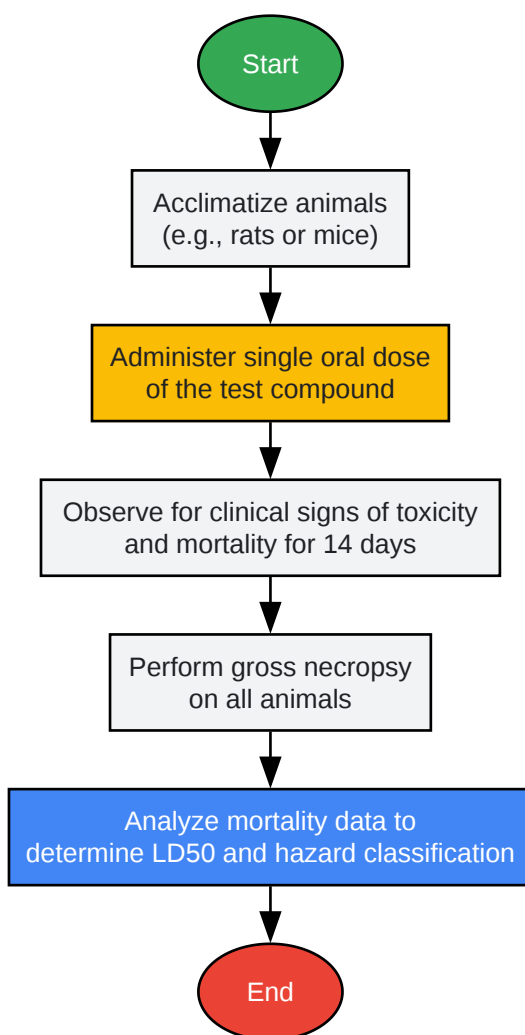 Start
Acclimatize animals
(e.g., rats or mice)
Administer single oral dose
of the test compound
Observe for clinical signs of toxicity
and mortality for 14 days
Perform gross necropsy
on all animals
Analyze mortality data to
determine LD50 and hazard classification
End